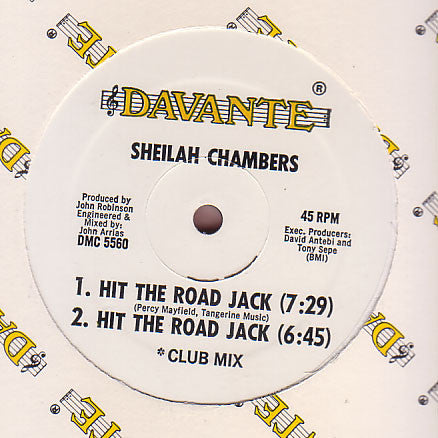 ®
DAVANTE
SHEILAH CHAMBERS
Produced by
John Robinson
Engineered &
Mixed by:
John Arrias
DMC 5560
45 RPM
Exec. Producers:
David Antebi and
Tony Sepe
(BMI)
1. HIT THE ROAD JACK (7:29)
(Percy Mayfield, Tangerine Music)
2. HIT THE ROAD JACK (6:45)
*CLUB MIX